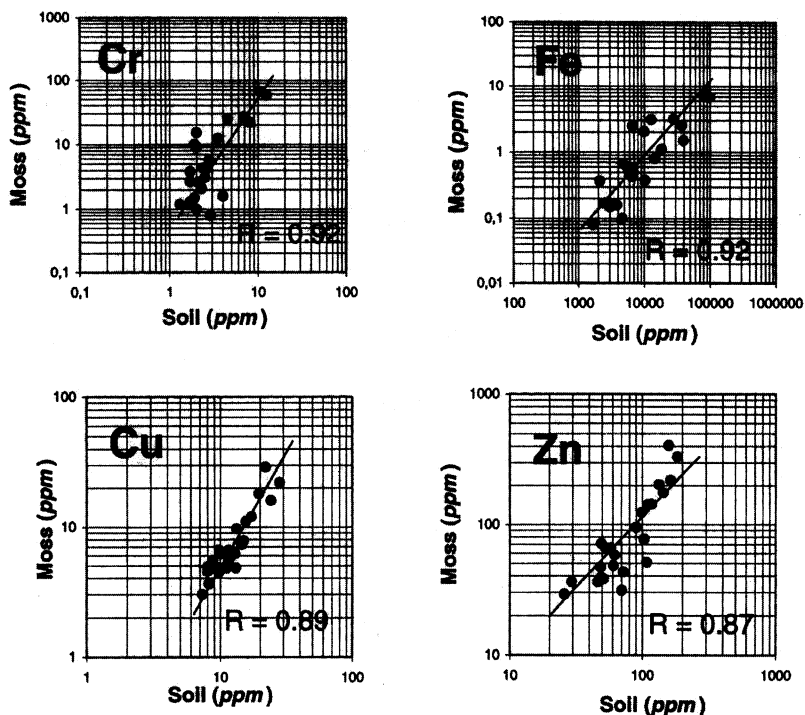 1000
100
10
1
0,1
0,1
1
10
100
Moss (ppm)
Soil (ppm)
Cr
R = 0.92
100
10
1
0,1
0,01
100
1000
10000
100000
1000000
Moss (ppm)
Soil (ppm)
Fe
R = 0.92
100
10
1
1
10
100
Moss (ppm)
Soil (ppm)
Cu
R = 0.89
1000
100
10
10
100
1000
Moss (ppm)
Soil (ppm)
Zn
R = 0.87